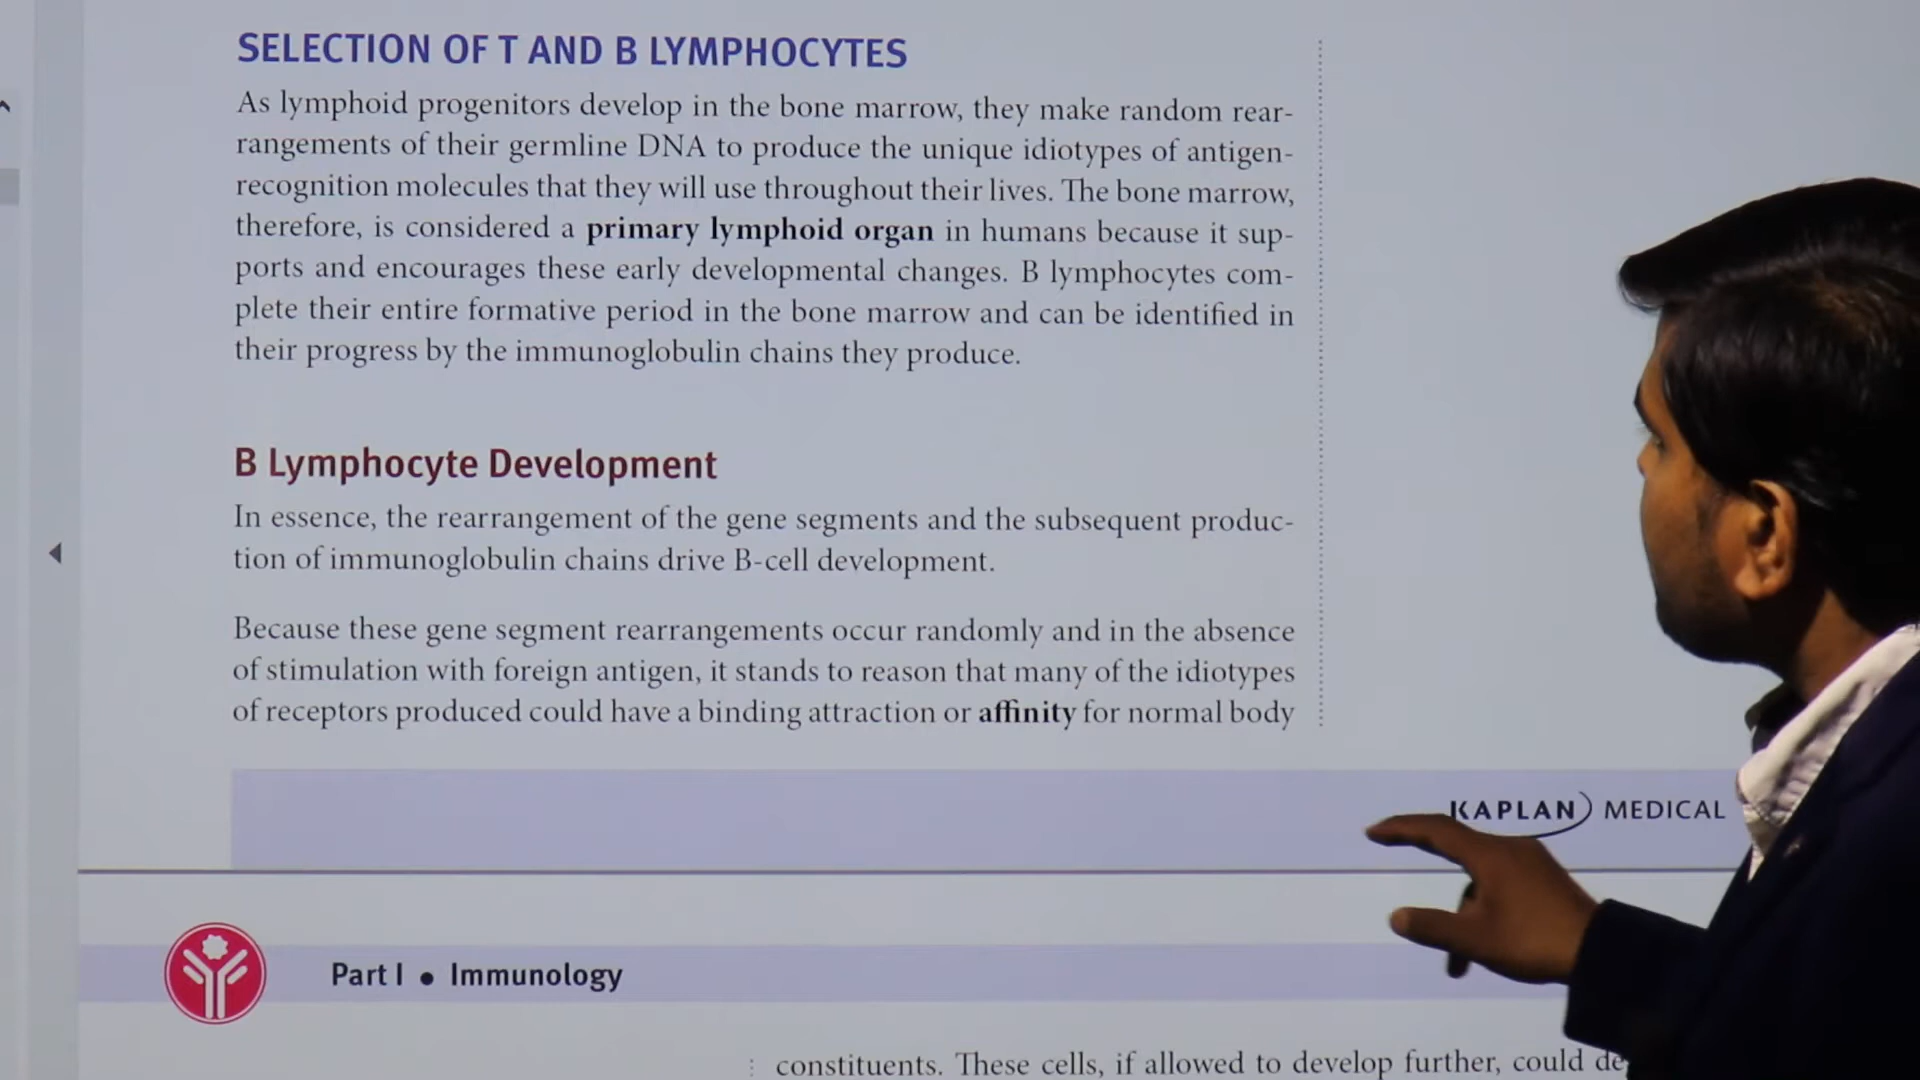 SELECTION OF T AND B LYMPHOCYTES
As lymphoid progenitors develop in the bone marrow, they make random rear-
rangements of their germline DNA to produce the unique idiotypes of antigen-
recognition molecules that they will use throughout their lives. The bone marrow,
therefore, is considered a primary lymphoid organ in humans because it sup-
ports and encourages these early developmental changes. B lymphocytes com-
plete their entire formative period in the bone marrow and can be identified in
their progress by the immunoglobulin chains they produce.
B Lymphocyte Development
In essence, the rearrangement of the gene segments and the subsequent produc-
tion of immunoglobulin chains drive B-cell development.
Because these gene segment rearrangements occur randomly and in the absence
of stimulation with foreign antigen, it stands to reason that many of the idiotypes
of receptors produced could have a binding attraction or affinity for normal body
KAPLAN MEDICAL
Part I • Immunology
constituents. These cells, if allowed to develop further, could